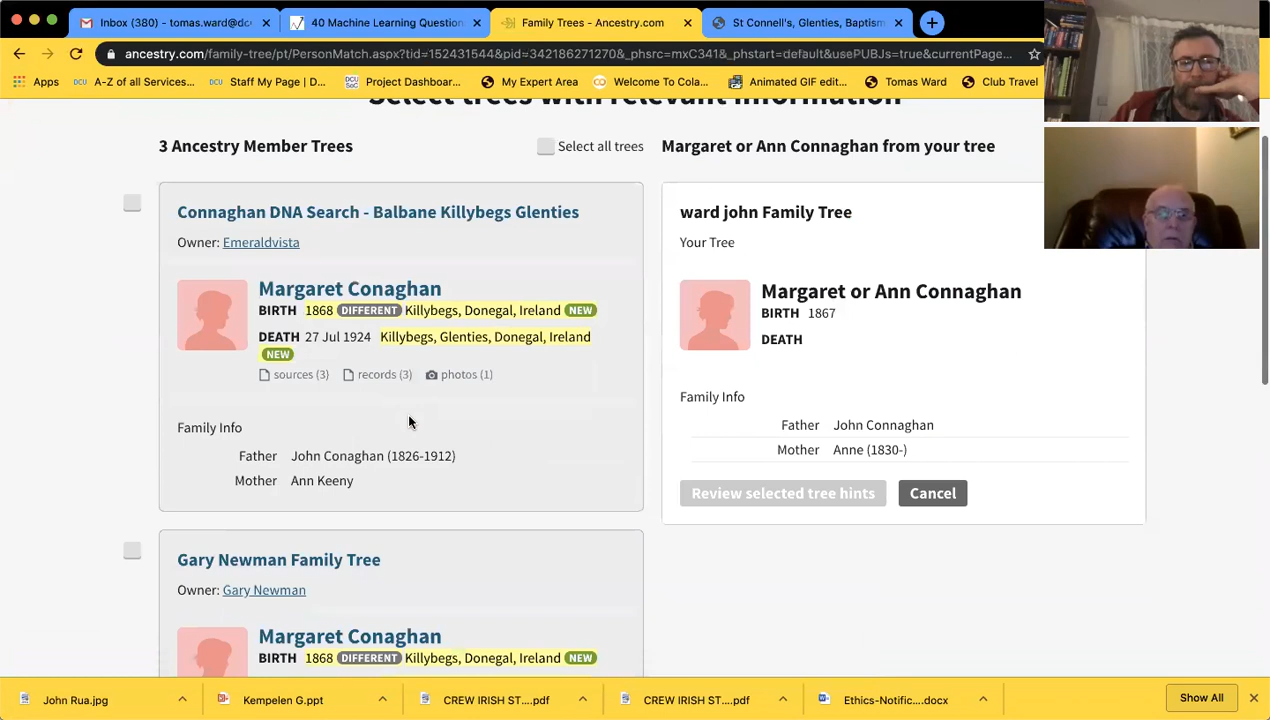 Inbox (380) - tomas.ward@dc
40 Machine Learning Question
Family Trees - Ancestry.com
St Connell's, Glenties, Baptism
ancestry.com/family-tree/pt/PersonMatch.aspx?tid=152431544&pid=342186271270&_phsrc=mxC341&_phstart=default&usePUBJs=true&currentPage...
Apps
A-Z of all Services...
Staff My Page | D...
Project Dashboar...
My Expert Area
Welcome To Cola...
Animated GIF edit...
Tomas Ward
Club Travel
Select trees with relevant information
3 Ancestry Member Trees
Select all trees
Connaghan DNA Search - Balbane Killybegs Glenties
Owner: Emeraldvista
Margaret Conaghan
BIRTH 1868 DIFFERENT Killybegs, Donegal, Ireland NEW
DEATH 27 Jul 1924 Killybegs, Glenties, Donegal, Ireland
NEW
sources (3) records (3) photos (1)
Family Info
Father John Conaghan (1826-1912)
Mother Ann Keeny
Gary Newman Family Tree
Owner: Gary Newman
Margaret Conaghan
BIRTH 1868 DIFFERENT Killybegs, Donegal, Ireland NEW
Margaret or Ann Connaghan from your tree
ward john Family Tree
Your Tree
Margaret or Ann Connaghan
BIRTH 1867
DEATH
Family Info
Father John Connaghan
Mother Anne (1830-)
Review selected tree hints
Cancel
John Rua.jpg
Kempelen G.ppt
CREW IRISH ST....pdf
CREW IRISH ST....pdf
Ethics-Notific....docx
Show All